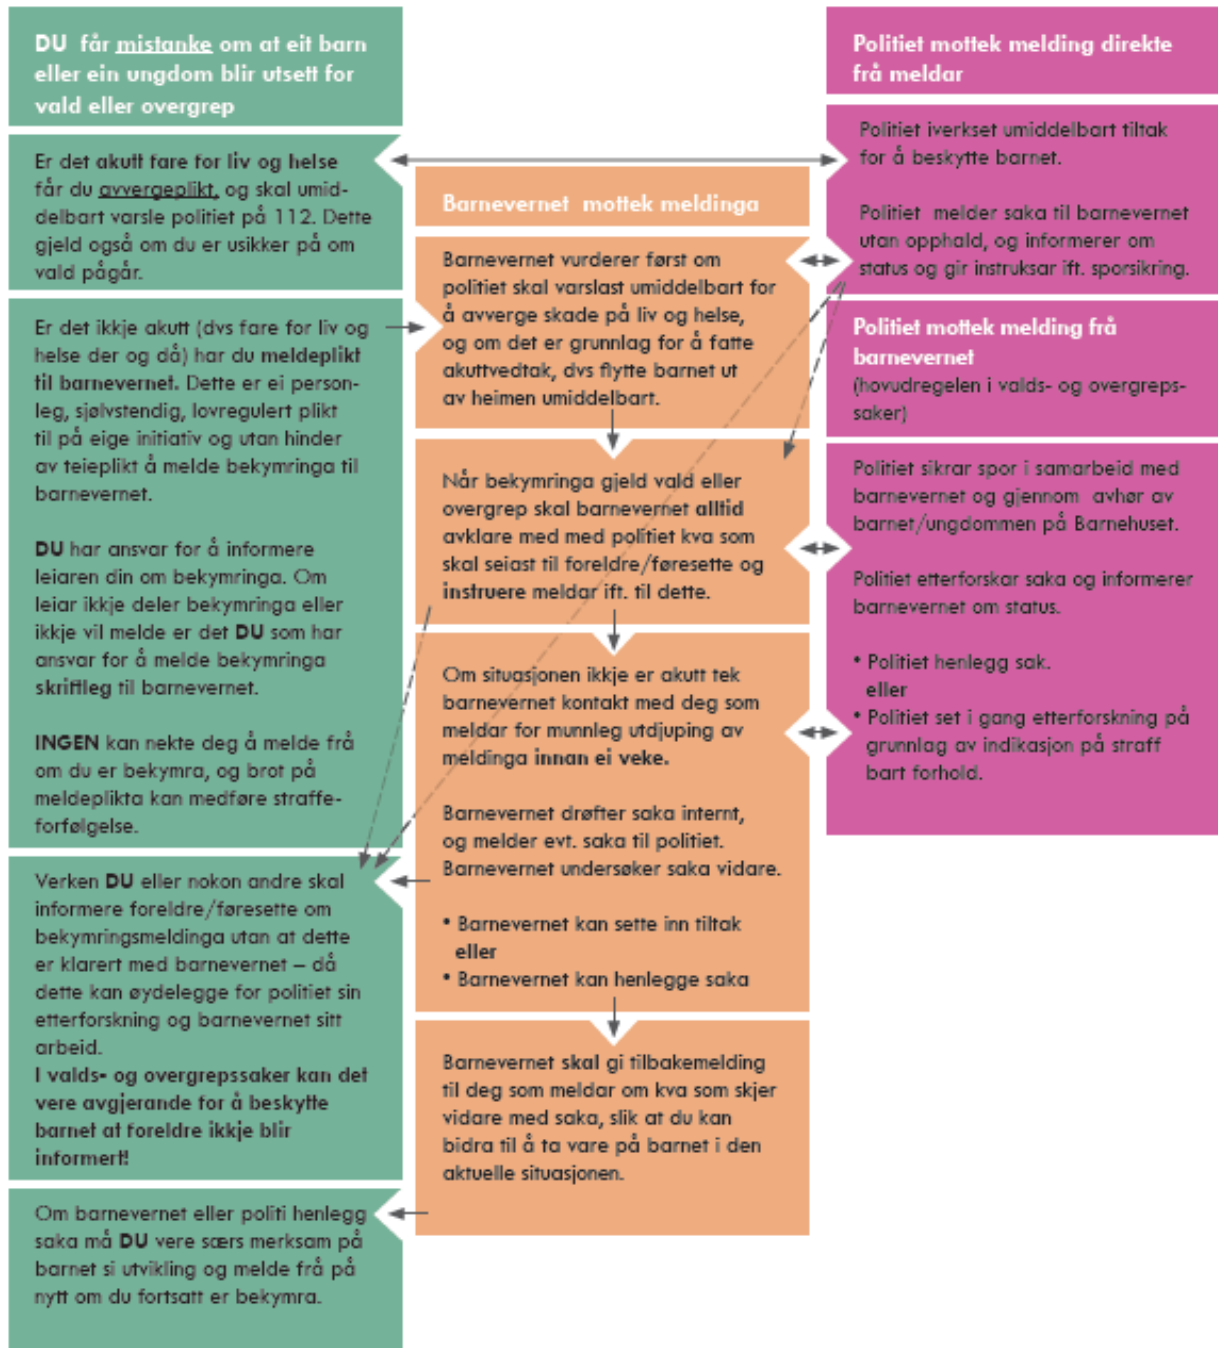 DU får mistanke om at eit barn
eller ein ungdom blir utsett for
vald eller overgrep
Er det akutt fare for liv og helse
får du avvergeplikt, og skal umid-
delbart varsle politiet på 112. Dette
gjeld også om du er usikker på om
vald pågår.
Er det ikkje akutt (dvs fare for liv og
helse der og då) har du meldeplikt
til barnevernet. Dette er ei person-
leg, sjølvstendig, lovregulert plikt
til på eige initiativ og utan hinder
av teieplikt å melde bekymringa til
barnevernet.
DU har ansvar for å informere
leiaren din om bekymringa. Om
leiar ikkje deler bekymringa eller
ikkje vil melde er det DU som har
ansvar for å melde bekymringa
skriftleg til barnevernet.
INGEN kan nekte deg å melde frå
om du er bekymra, og brot på
meldeplikta kan medføre straffe-
forfølgelse.
Verken DU eller nokon andre skal
informere foreldre/føresette om
bekymringsmeldinga utan at dette
er klarert med barnevernet – då
dette kan øydelegge for politiet sin
etterforskning og barnevernet sitt
arbeid.
I valds- og overgrepssaker kan det
vere avgjerande for å beskytte
barnet at foreldre ikkje blir
informert!
Om barnevernet eller politi henlegg
saka må DU vere særs merksam på
barnet si utvikling og melde frå på
nytt om du fortsatt er bekymra.
Barnevernet mottek meldinga
Barnevernet vurderer først om
politiet skal varslast umiddelbart for
å avverge skade på liv og helse,
og om det er grunnlag for å fatte
akuttvedtak, dvs flytte barnet ut
av heimen umiddelbart.
Når bekymringa gjeld vald eller
overgrep skal barnevernet alltid
avklare med med politiet kva som
skal seiast til foreldre/føresette og
instruere meldar ift. til dette.
Om situasjonen ikkje er akutt tek
barnevernet kontakt med deg som
meldar for munnleg utdjuping av
meldinga innan ei veke.
Barnevernet drøfter saka internt,
og melder evt. saka til politiet.
Barnevernet undersøker saka vidare.
• Barnevernet kan sette inn tiltak
eller
• Barnevernet kan henlegge saka
Barnevernet skal gi tilbakemelding
til deg som meldar om kva som skjer
vidare med saka, slik at du kan
bidra til å ta vare på barnet i den
aktuelle situasjonen.
Politiet mottek melding direkte
frå meldar
Politiet iverkset umiddelbart tiltak
for å beskytte barnet.
Politiet melder saka til barnevernet
utan opphald, og informerer om
status og gir instruksar ift. sporsikring.
Politiet mottek melding frå
barnevernet
(hovudregelen i valds- og overgreps-
saker)
Politiet sikrar spor i samarbeid med
barnevernet og gjennom avhør av
barnet/ungdommen på Barnehuset.
Politiet etterforskar saka og informerer
barnevernet om status.
• Politiet henlegg sak.
eller
• Politiet set i gang etterforskning på
grunnlag av indikasjon på straff
bart forhold.